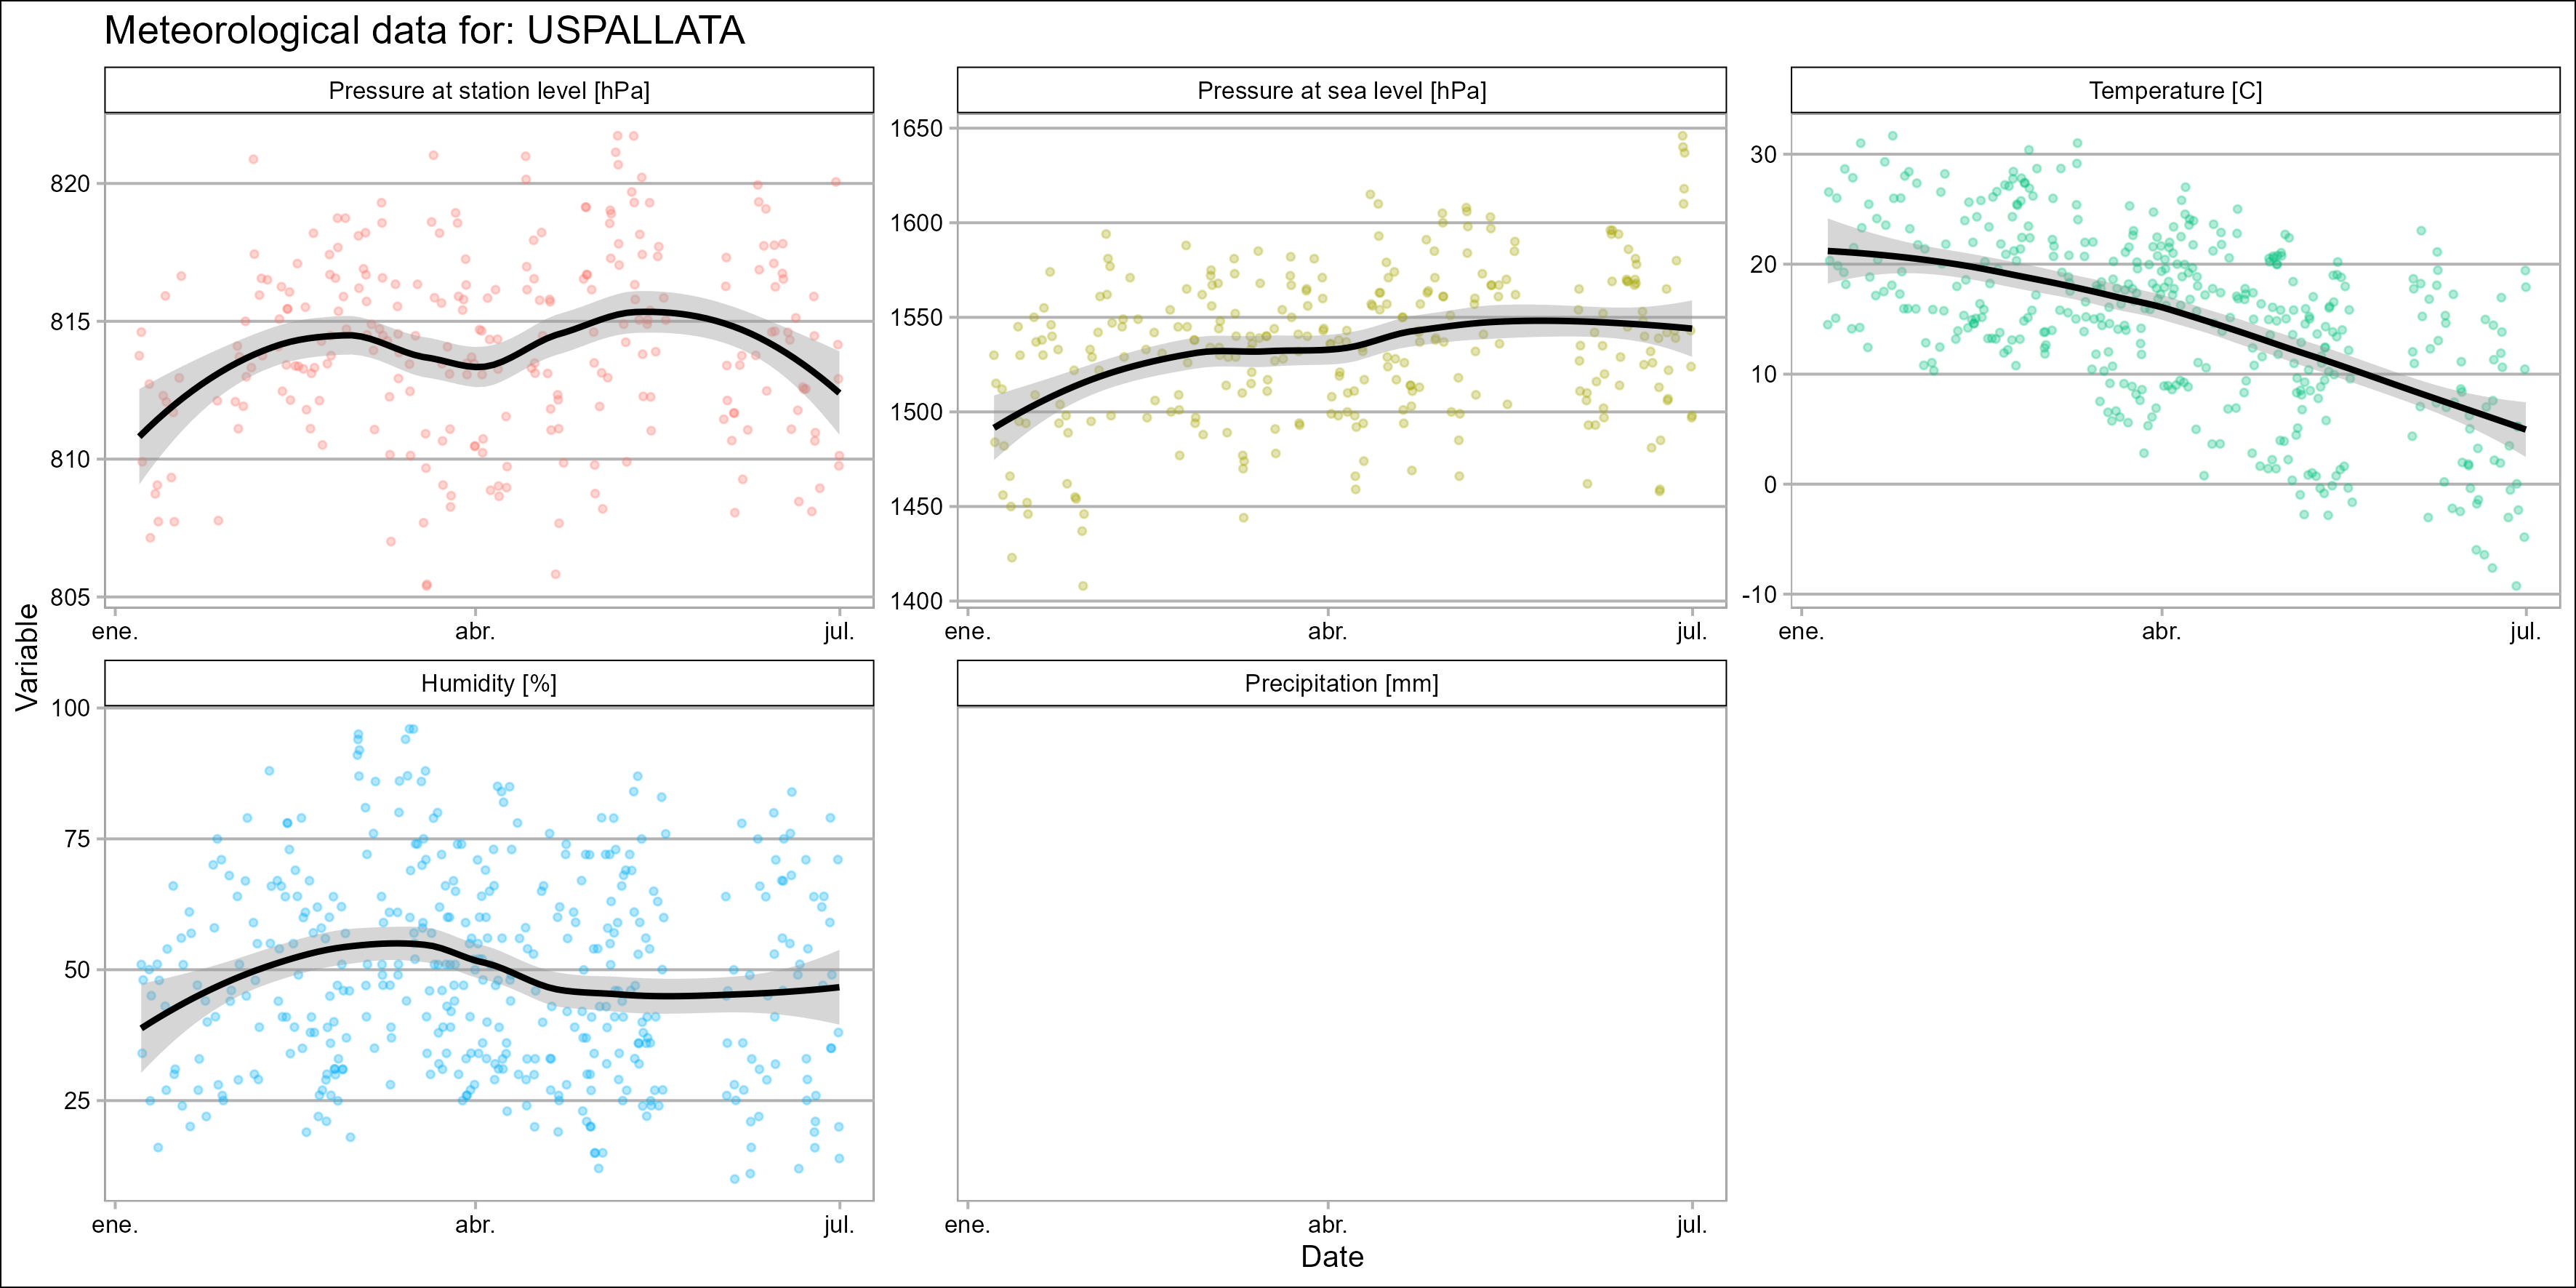 Meteorological data for: USPALLATA
Pressure at station level [hPa]
Pressure at sea level [hPa]
Temperature [C]
820
815
810
805
ene.
abr.
jul.
1650
1600
1550
1500
1450
1400
ene.
abr.
jul.
30
20
10
0
-10
ene.
abr.
jul.
Variable
Humidity [%]
Precipitation [mm]
100
75
50
25
ene.
abr.
jul.
ene.
abr.
jul.
Date